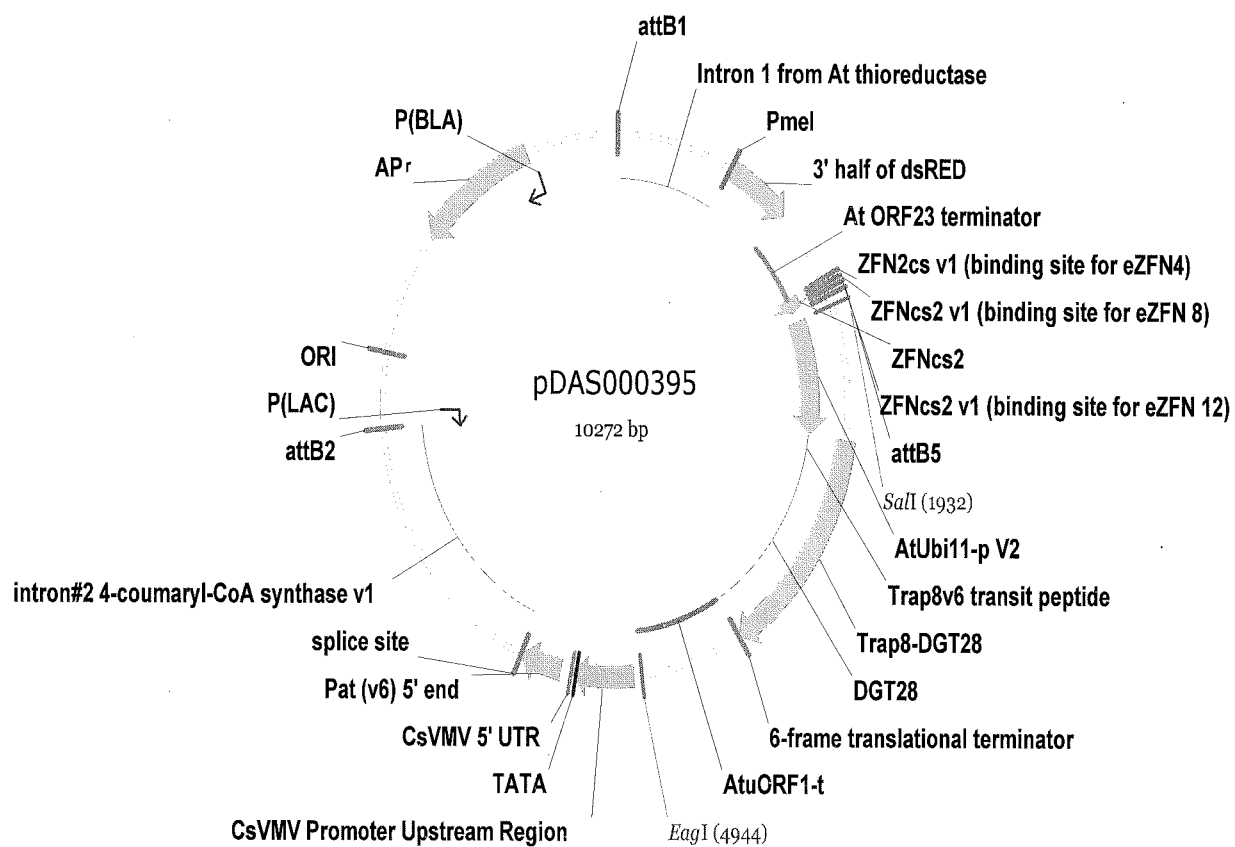 attB1
Intron 1 from At thioreductase
P(BLA)
PmeI
APr
3' half of dsRED
At ORF23 terminator
ZFN2cs v1 (binding site for eZFN4)
ZFNcs2 v1 (binding site for eZFN 8)
ORI
ZFNcs2
pDAS000395
P(LAC)
ZFNcs2 v1 (binding site for eZFN 12)
10272 bp
attB2
attB5
SalI (1932)
AtUbi11-p V2
intron#2 4-coumaryl-CoA synthase v1
Trap8v6 transit peptide
splice site
Trap8-DGT28
Pat (v6) 5' end
DGT28
CsVMV 5' UTR
6-frame translational terminator
TATA
AtuORF1-t
CsVMV Promoter Upstream Region
EagI (4944)